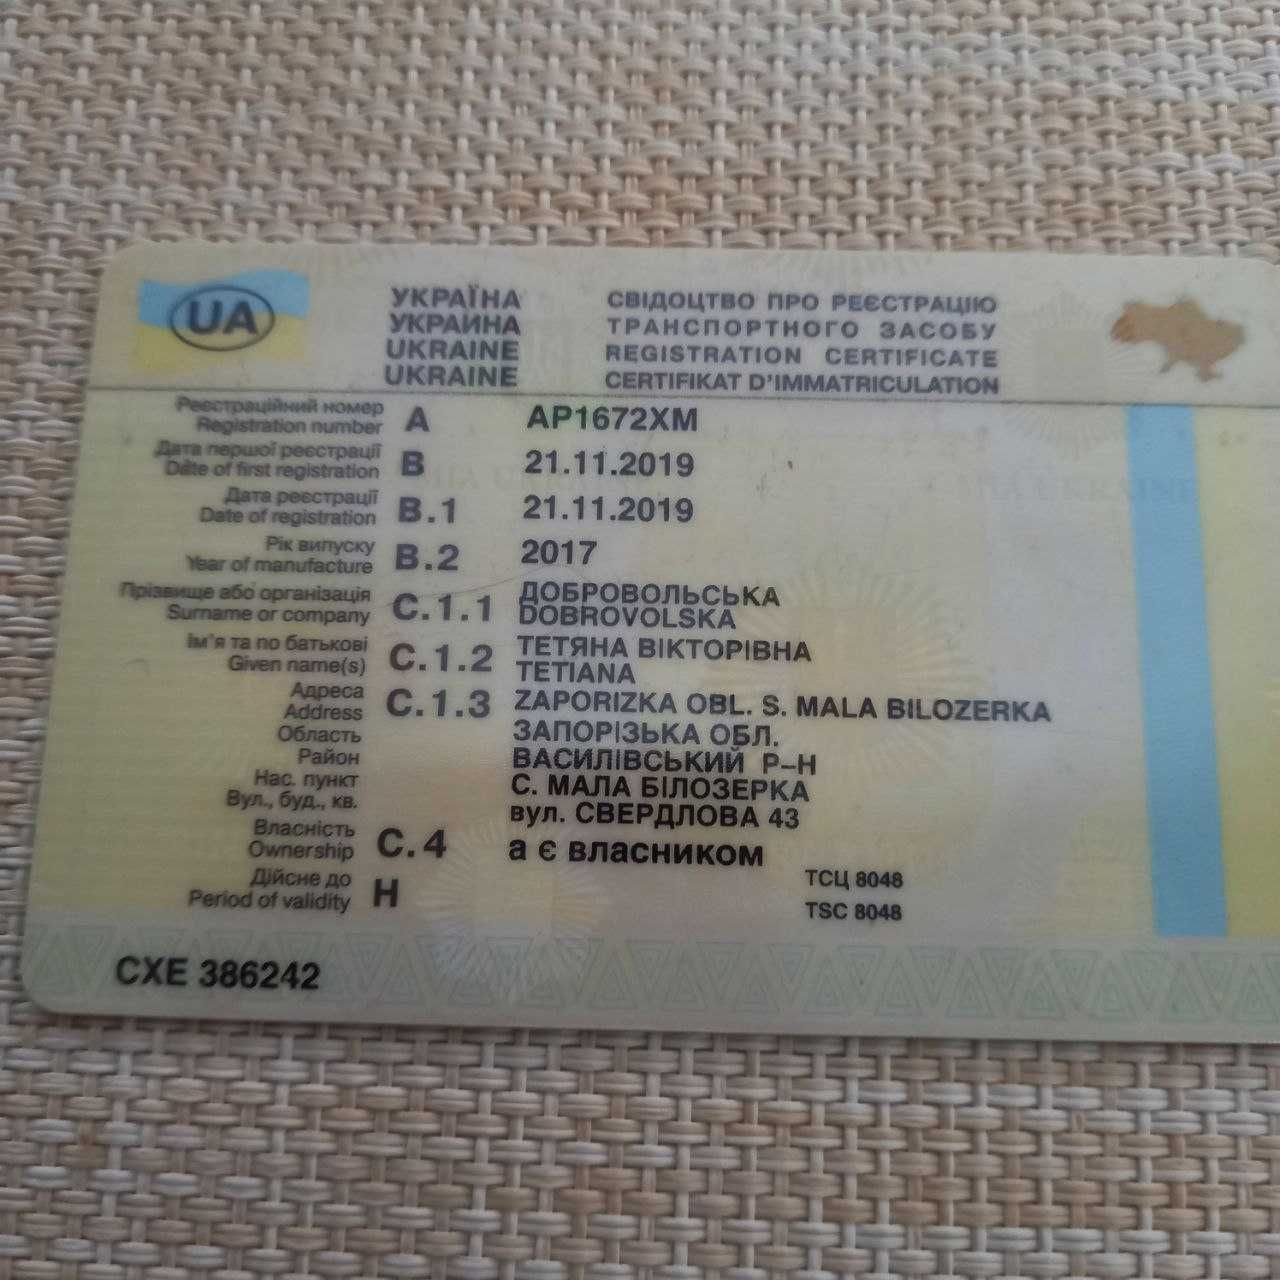 UA
УКРАЇНА СВІДОЦТВО ПРО РЕЄСТРАЦІЮ
УКРАИНА ТРАНСПОРТНОГО ЗАСОБУ
UKRAINE REGISTRATION CERTIFICATE
UKRAINE CERTIFIKAT D'IMMATRICULATION
Реєстраційний номер
Registration number A AP1672XM
Дата першої реєстрації
Date of first registration B 21.11.2019
Дата реєстрації
Date of registration B.1 21.11.2019
Рік випуску
Year of manufacture B.2 2017
Прізвище або організація ДОБРОВОЛЬСЬКА
Surname or company C.1.1 DOBROVOLSKA
Ім'я та по батькові ТЕТЯНА ВІКТОРІВНА
Given name(s) C.1.2 TETIANA
Адреса
Address C.1.3 ZAPORIZKA OBL. S. MALA BILOZERKA
Область ЗАПОРІЗЬКА ОБЛ.
Район ВАСИЛІВСЬКИЙ Р-Н
Нас. пункт С. МАЛА БІЛОЗЕРКА
Вул., буд., кв. вул. СВЕРДЛОВА 43
Власність
Ownership C.4 а є власником
Дійсне до ТСЦ 8048
Period of validity H TSC 8048
CXE 386242